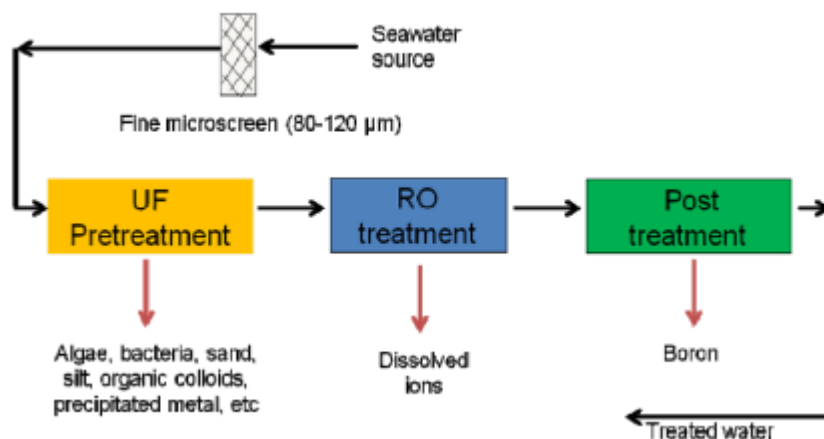 Seawater
source
Fine microscreen (80-120 µm)
UF
Pretreatment
RO
treatment
Post
treatment
Algae, bacteria, sand,
silt, organic colloids,
precipitated metal, etc
Dissolved
ions
Boron
Treated water